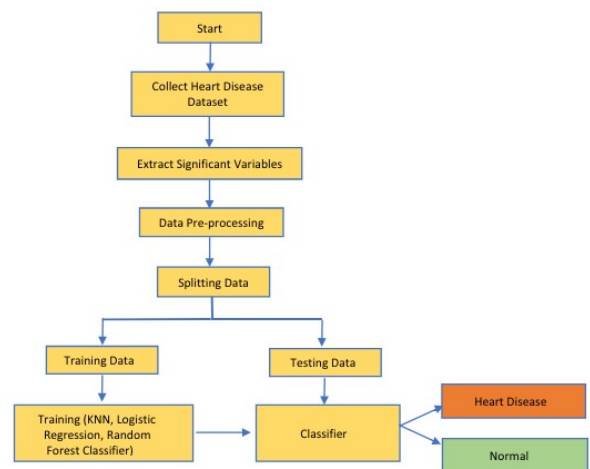 Start
Collect Heart Disease
Dataset
Extract Significant Variables
Data Pre-processing
Splitting Data
Training Data
Testing Data
Training (KNN, Logistic
Regression, Random
Forest Classifier)
Classifier
Heart Disease
Normal